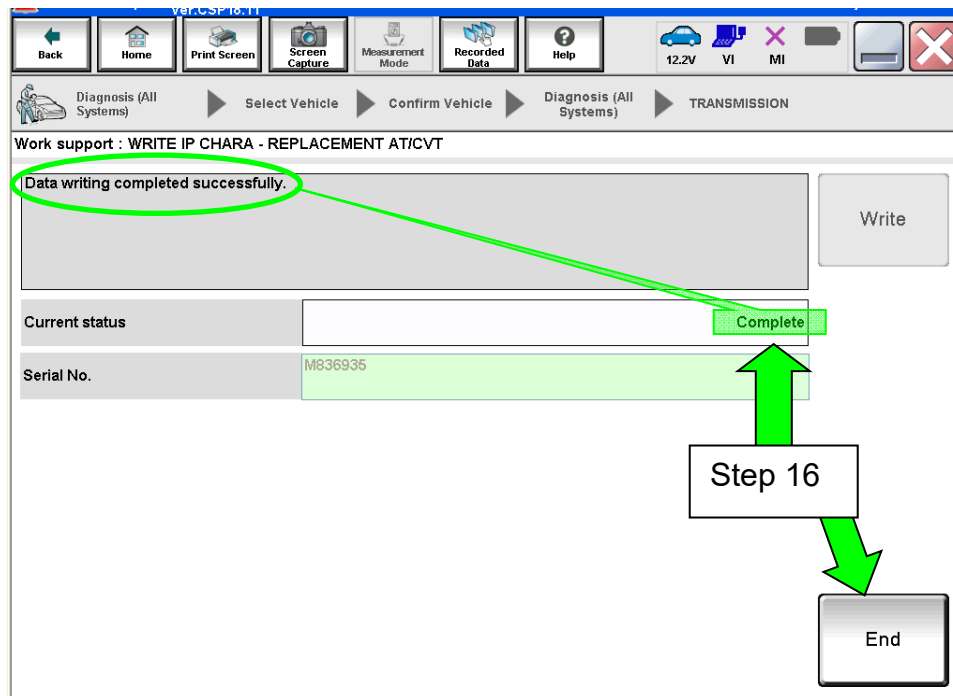 Ver.CSP18.11
Back
Home
Print Screen
Screen
Capture
Measurement
Mode
Recorded
Data
Help
12.2V
VI
MI
Diagnosis (All
Systems)
Select Vehicle
Confirm Vehicle
Diagnosis (All
Systems)
TRANSMISSION
Work support : WRITE IP CHARA - REPLACEMENT AT/CVT
Data writing completed successfully.
Write
Current status
Complete
Serial No.
M836935
Step 16
End